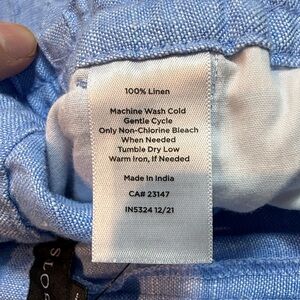 100% Linen
Machine Wash Cold
Gentle Cycle
Only Non-Chlorine Bleach
When Needed
Tumble Dry Low
Warm Iron, If Needed
Made In India
CA# 23147
IN5324 12/21